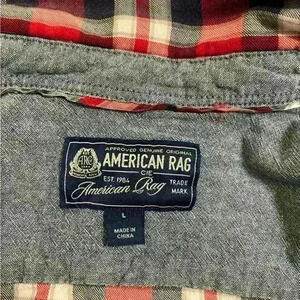 APPROVED GENUINE ORIGINAL
AMERICAN RAG
CIE
EST. 1984
TRADE
MARK
American Rag
L
MADE IN
CHINA